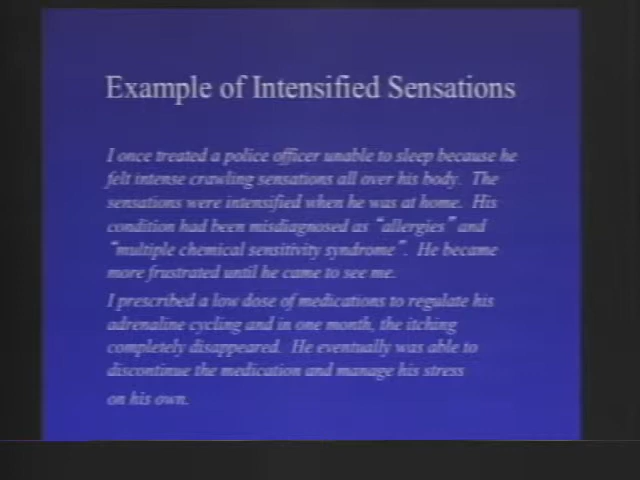 Example of Intensified Sensations
I once treated a police officer unable to sleep because he
felt intense crawling sensations all over his body. The
sensations were intensified when he was at home. His
condition had been misdiagnosed as “allergies” and
“multiple chemical sensitivity syndrome”. He became
more frustrated until he came to see me.
I prescribed a low dose of medications to regulate his
adrenaline cycling and in one month, the itching
completely disappeared. He eventually was able to
discontinue the medication and manage his stress
on his own.